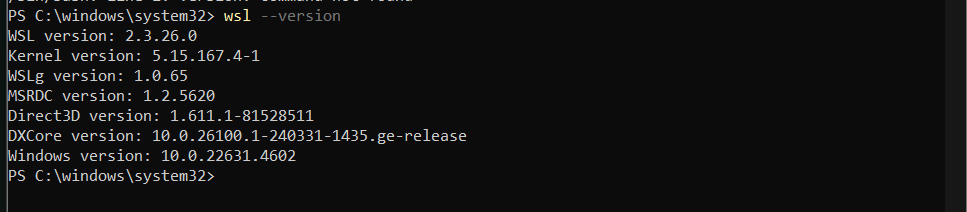 PS C:\windows\system32> wsl --version
WSL version: 2.3.26.0
Kernel version: 5.15.167.4-1
WSLg version: 1.0.65
MSRDC version: 1.2.5620
Direct3D version: 1.611.1-81528511
DXCore version: 10.0.26100.1-240331-1435.ge-release
Windows version: 10.0.22631.4602
PS C:\windows\system32>